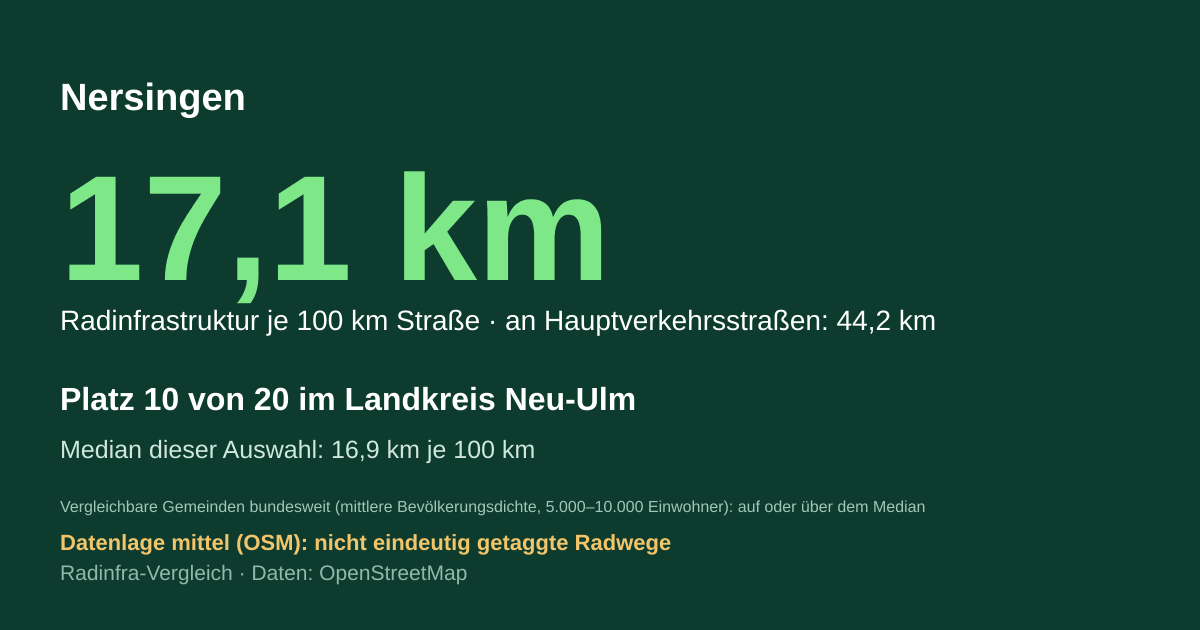 Nersingen
17,1 km
Radinfrastruktur je 100 km Straße · an Hauptverkehrsstraßen: 44,2 km
Platz 10 von 20 im Landkreis Neu-Ulm
Median dieser Auswahl: 16,9 km je 100 km
Vergleichbare Gemeinden bundesweit (mittlere Bevölkerungsdichte, 5.000–10.000 Einwohner): auf oder über dem Median
Datenlage mittel (OSM): nicht eindeutig getaggte Radwege
Radinfra-Vergleich · Daten: OpenStreetMap